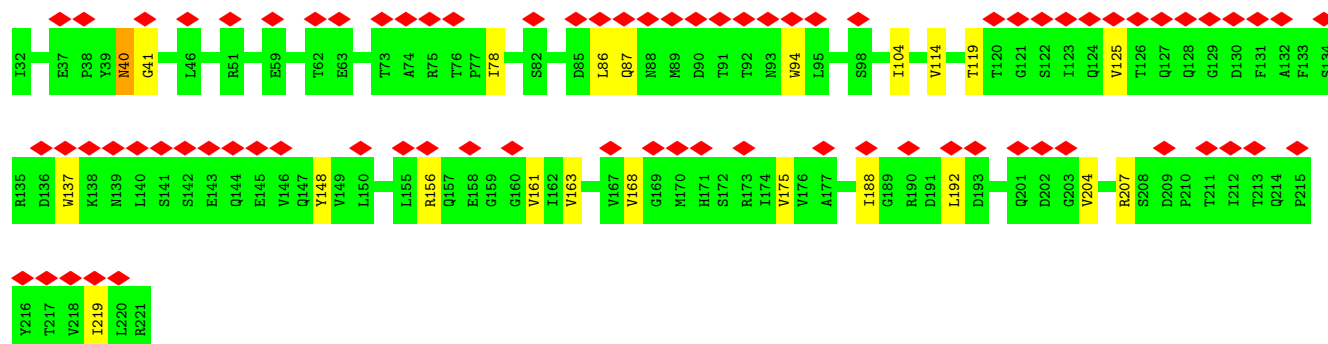 I32 E37 P38 Y39 N40 G41 L46 R51 E59 T62 E63 T73 A74 R75 T76 P77 I78 S82 D85 L86 Q87 N88 M89 D90 T91 T92 N93 W94 L95 S98 I104 V114 T119 T120 G121 S122 I123 Q124 V125 T126 Q127 Q128 G129 D130 F131 A132 F133 S134
R135 D136 W137 K138 N139 L140 S141 S142 E143 Q144 E145 V146 Q147 Y148 V149 L150 L155 R156 Q157 E158 G159 G160 V161 I162 V163 V167 V168 G169 M170 H171 S172 R173 I174 V175 V176 A177 I188 G189 R190 D191 L192 D193 Q201 D202 G203 V204 R207 S208 D209 P210 T211 I212 T213 Q214 P215
Y216 T217 V218 I219 L220 R221